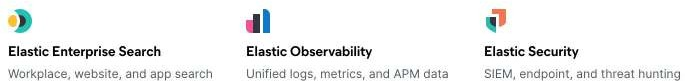 Elastic Enterprise Search
Workplace, website, and app search
Elastic Observability
Unified logs, metrics, and APM data
Elastic Security
SIEM, endpoint, and threat hunting